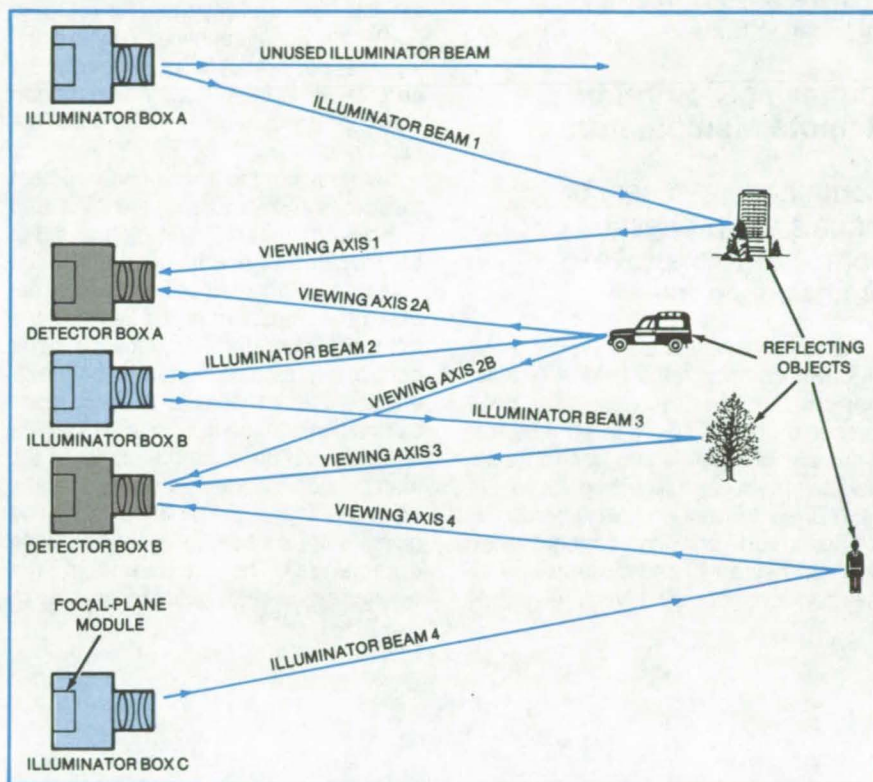 UNUSED ILLUMINATOR BEAM
ILLUMINATOR BOX A
ILLUMINATOR BEAM 1
VIEWING AXIS 1
VIEWING AXIS 2A
DETECTOR BOX A
ILLUMINATOR BEAM 2
VIEWING AXIS 2B
REFLECTING
OBJECTS
ILLUMINATOR BEAM 3
ILLUMINATOR BOX B
VIEWING AXIS 3
VIEWING AXIS 4
DETECTOR BOX B
FOCAL-PLANE
MODULE
ILLUMINATOR BEAM 4
ILLUMINATOR BOX C